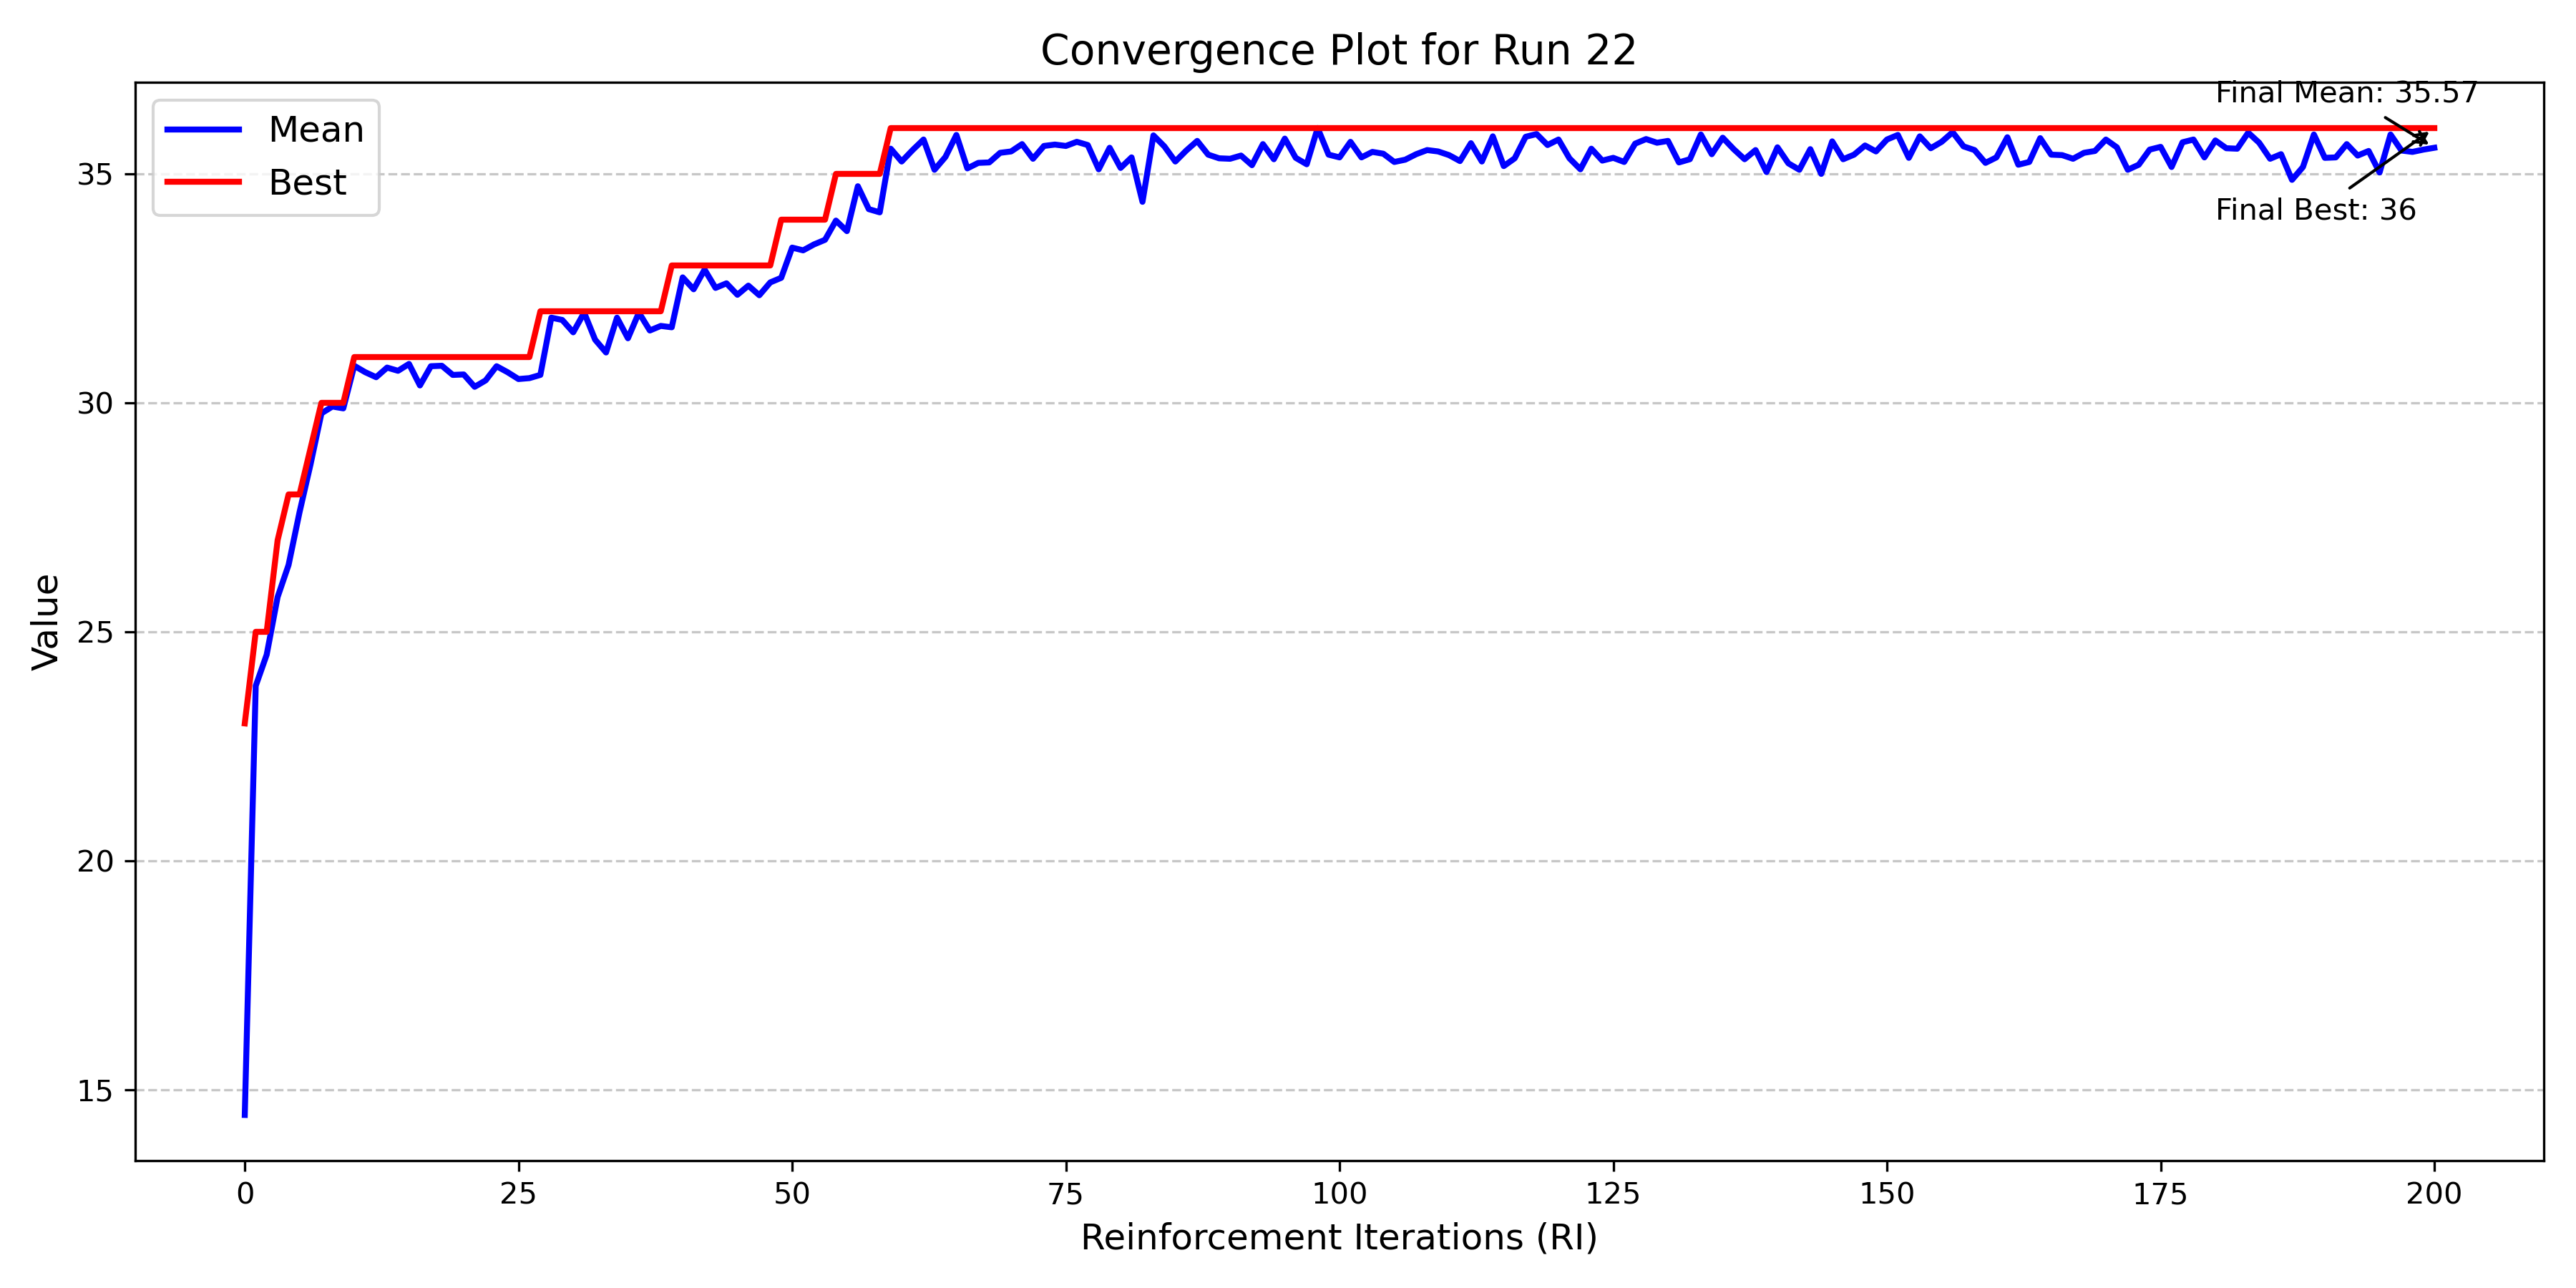 Convergence Plot for Run 22
Mean
Best
Final Mean: 35.57
Final Best: 36
Value
35
30
25
20
15
0 25 50 75 100 125 150 175 200
Reinforcement Iterations (RI)